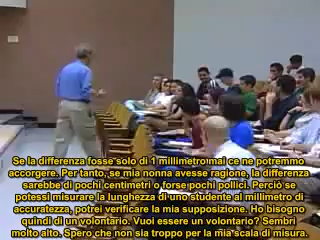 Se la differenza fosse solo di 1 millimetro mai ce ne potremmo
accorgere. Per tanto, se mia nonna avesse ragione, la differenza
sarebbe di pochi centimetri o forse pochi pollici. Perciò se
potessi misurare la lunghezza di uno studente al millimetro di
accuratezza, potrei verificare la mia supposizione. Ho bisogno
quindi di un volontario. Vuoi essere un volontario? Sembri
molto alto. Spero che non sia troppo per la mia scala di misura.